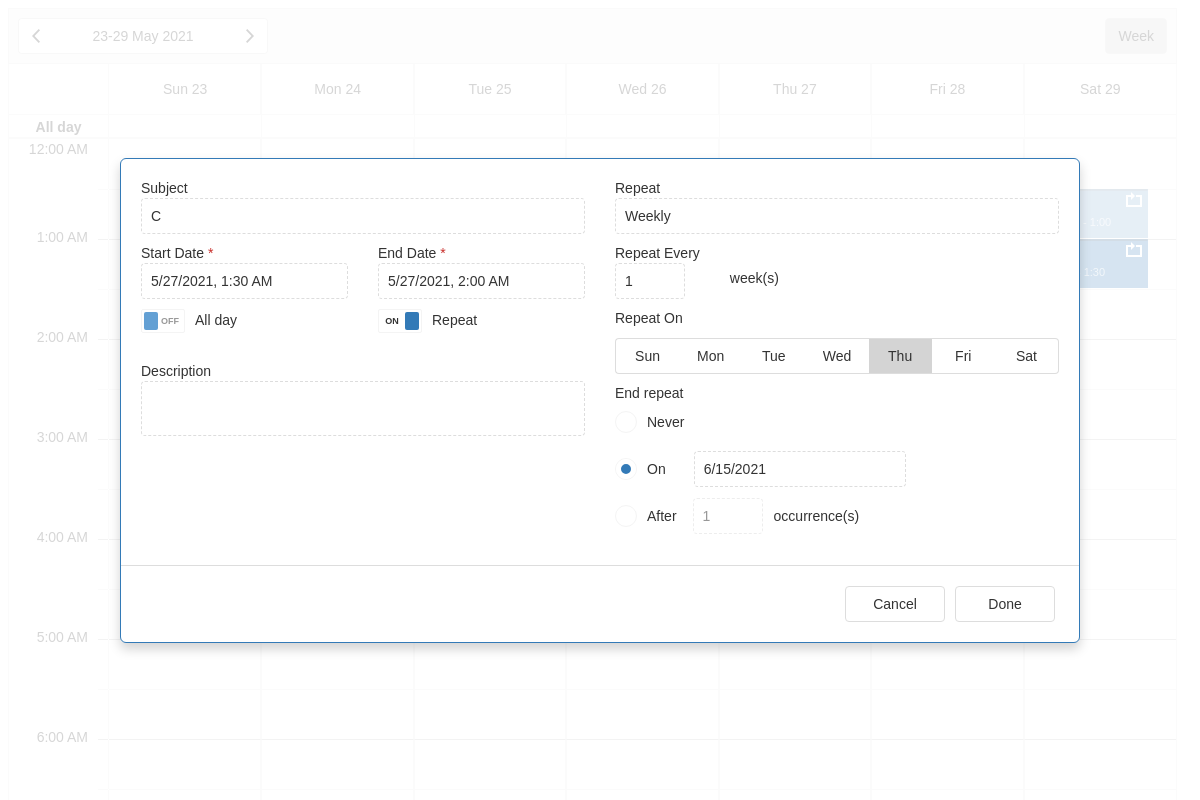 23-29 May 2021
Week
Sun 23 Mon 24 Tue 25 Wed 26 Thu 27 Fri 28 Sat 29
All day
12:00 AM
1:00 AM
2:00 AM
3:00 AM
4:00 AM
5:00 AM
6:00 AM
- 1:00
1:30
Subject
C
Start Date *
End Date *
5/27/2021, 1:30 AM
5/27/2021, 2:00 AM
OFF All day
ON Repeat
Description
Repeat
Weekly
Repeat Every
1 week(s)
Repeat On
Sun Mon Tue Wed Thu Fri Sat
End repeat
Never
On 6/15/2021
After 1 occurrence(s)
Cancel Done